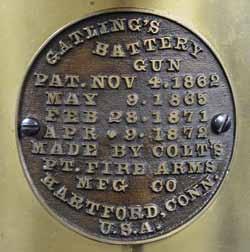 GATLING'S
BATTERY
GUN
PAT. NOV 4.1862
MAY 9.1865
FEB 28.1871
APR 9.1872
MADE BY COLT'S
PT. FIRE ARMS
MFG CO
HARTFORD, CONN.
U.S.A.